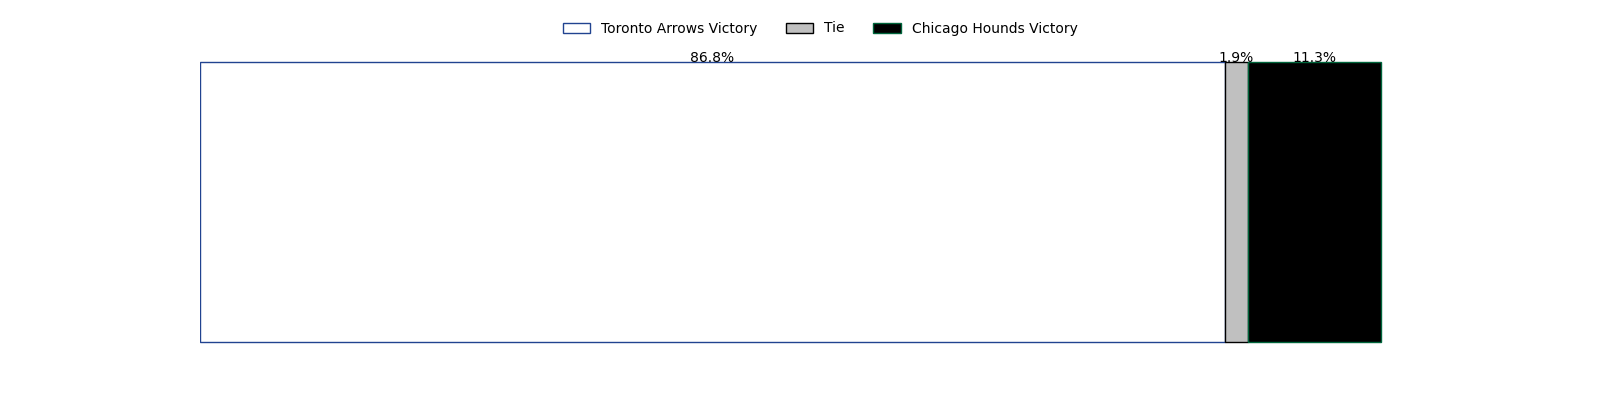 Toronto Arrows Victory Tie Chicago Hounds Victory
86.8% 1.9% 11.3%